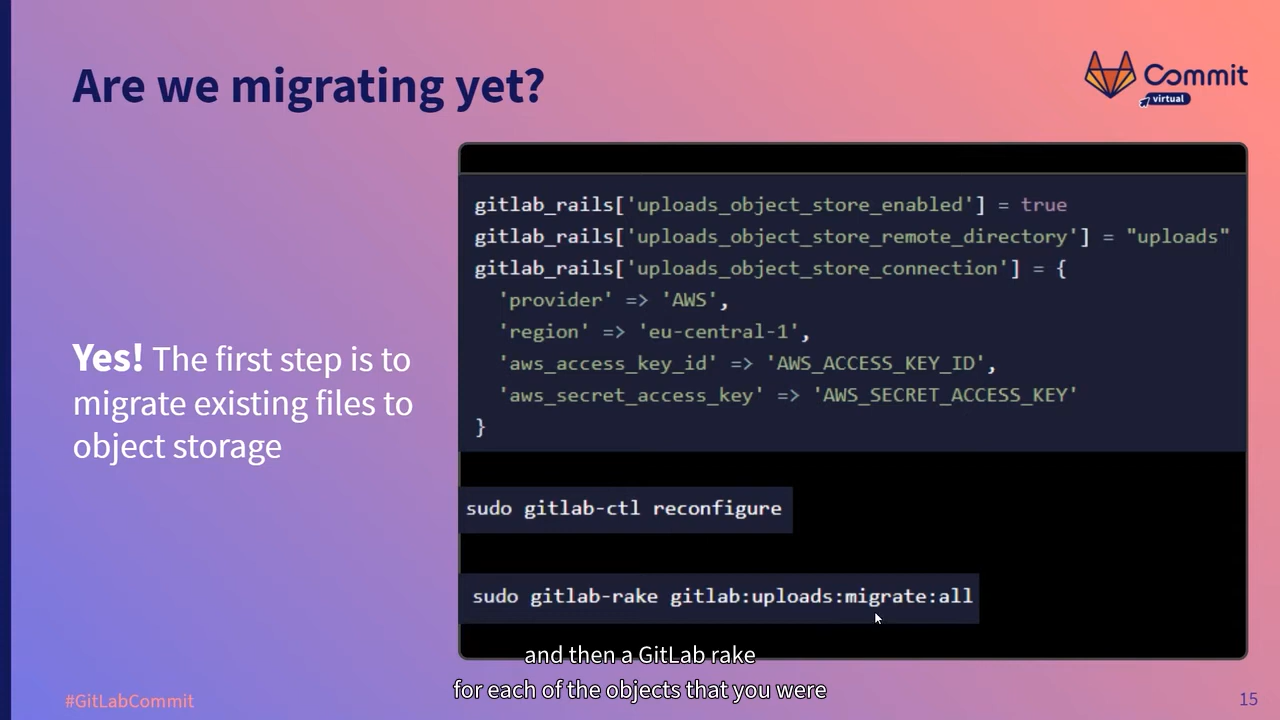 Are we migrating yet?
Commit
virtual
Yes! The first step is to
migrate existing files to
object storage
gitlab_rails['uploads_object_store_enabled'] = true
gitlab_rails['uploads_object_store_remote_directory'] = "uploads"
gitlab_rails['uploads_object_store_connection'] = {
  'provider' => 'AWS',
  'region' => 'eu-central-1',
  'aws_access_key_id' => 'AWS_ACCESS_KEY_ID',
  'aws_secret_access_key' => 'AWS_SECRET_ACCESS_KEY'
}
sudo gitlab-ctl reconfigure
sudo gitlab-rake gitlab:uploads:migrate:all
and then a GitLab rake
for each of the objects that you were
#GitLabCommit
15